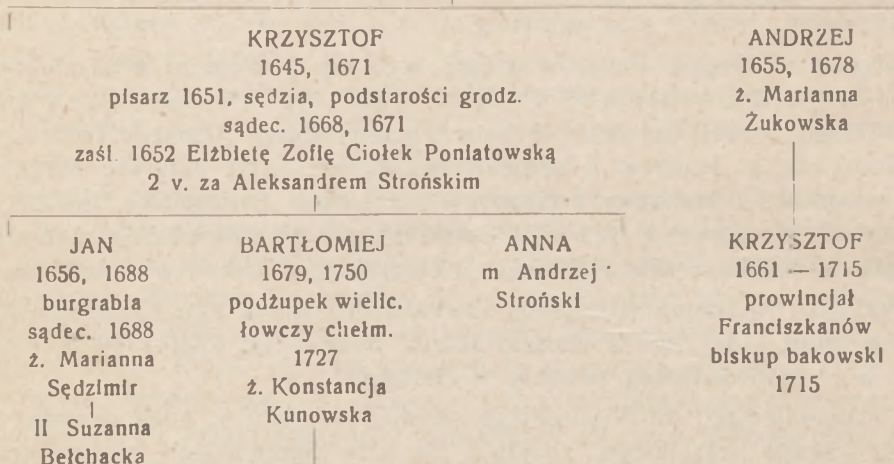 KRZYSZTOF
1645, 1671
pisarz 1651, sędzia, podstarości grodz.
sądec. 1668, 1671
zaśl. 1652 Elżbietę Zofię Ciołek Poniatowską
2 v. za Aleksandrem Strońskim
ANDRZEJ
1655, 1678
ż. Marianna
Żukowska
JAN
1656, 1688
burgrabia
sądec. 1688
ż. Marianna
Sędzimir
II Suzanna
Bełchacka
BARTŁOMIEJ
1679, 1750
podżupek wielic.
łowczy chełm.
1727
ż. Konstancja
Kunowska
ANNA
m Andrzej
Stroński
KRZYSZTOF
1661 — 1715
prowincjał
Franciszkanów
biskup bakowski
1715